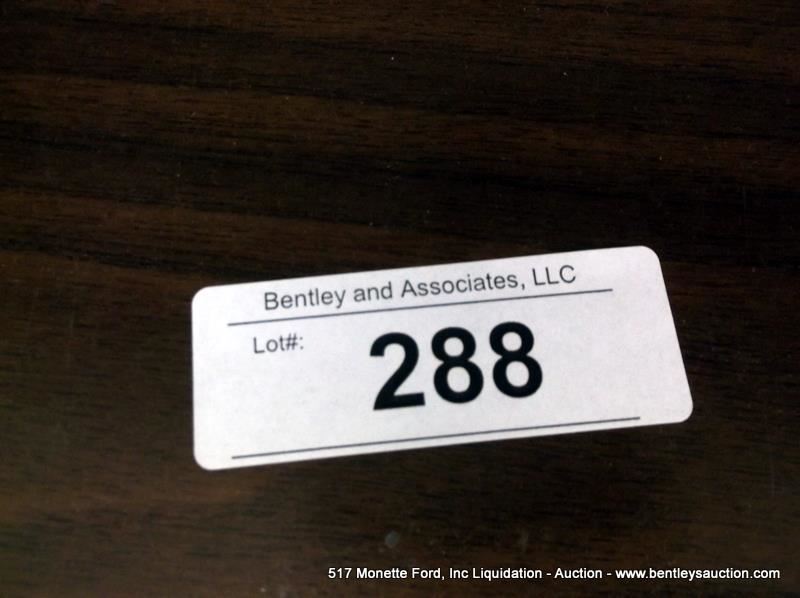 Bentley and Associates, LLC
Lot#:
288
517 Monette Ford, Inc Liquidation - Auction - www.bentleysauction.com